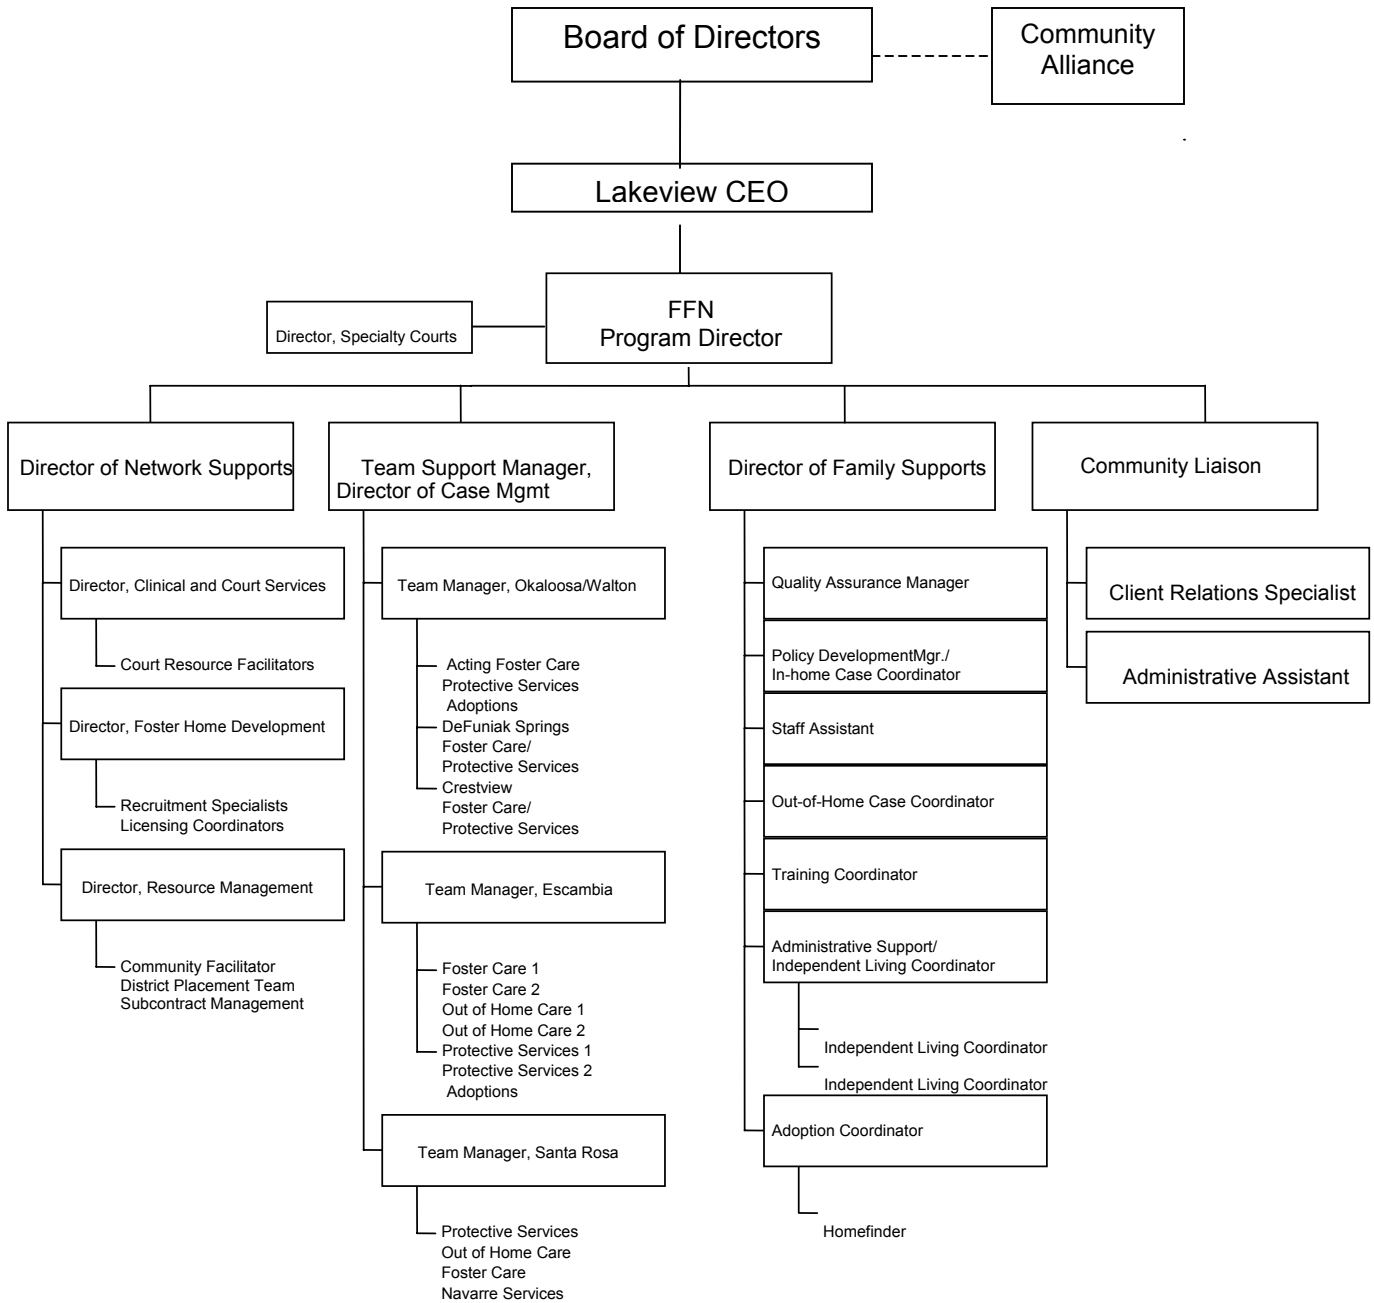 Board of Directors
Community
Alliance
Lakeview CEO
FFN
Program Director
Director, Specialty Courts
Director of Network Supports
Team Support Manager,
Director of Case Mgmt
Director of Family Supports
Community Liaison
Director, Clinical and Court Services
Court Resource Facilitators
Director, Foster Home Development
Recruitment Specialists
Licensing Coordinators
Director, Resource Management
Community Facilitator
District Placement Team
Subcontract Management
Team Manager, Okaloosa/Walton
Acting Foster Care
Protective Services
Adoptions
DeFuniak Springs
Foster Care/
Protective Services
Crestview
Foster Care/
Protective Services
Team Manager, Escambia
Foster Care 1
Foster Care 2
Out of Home Care 1
Out of Home Care 2
Protective Services 1
Protective Services 2
Adoptions
Team Manager, Santa Rosa
Protective Services
Out of Home Care
Foster Care
Navarre Services
Quality Assurance Manager
Policy DevelopmentMgr./
In-home Case Coordinator
Staff Assistant
Out-of-Home Case Coordinator
Training Coordinator
Administrative Support/
Independent Living Coordinator
Independent Living Coordinator
Independent Living Coordinator
Adoption Coordinator
Homefinder
Client Relations Specialist
Administrative Assistant